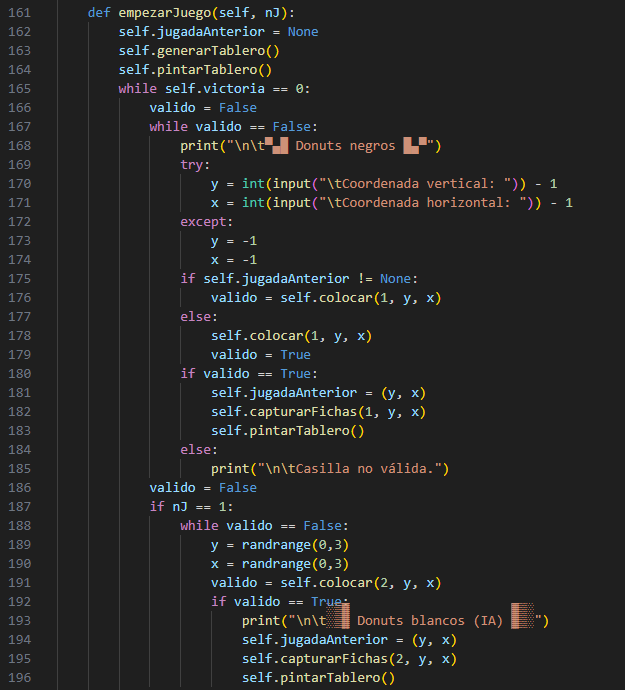 161 def empezarJuego(self, nJ):
162 self.jugadaAnterior = None
163 self.generarTablero()
164 self.pintarTablero()
165 while self.victoria == 0:
166 valido = False
167 while valido == False:
168 print("\n\t▀▄█ Donuts negros █▄▀")
169 try:
170 y = int(input("\tCoordenada vertical: ")) - 1
171 x = int(input("\tCoordenada horizontal: ")) - 1
172 except:
173 y = -1
174 x = -1
175 if self.jugadaAnterior != None:
176 valido = self.colocar(1, y, x)
177 else:
178 self.colocar(1, y, x)
179 valido = True
180 if valido == True:
181 self.jugadaAnterior = (y, x)
182 self.capturarFichas(1, y, x)
183 self.pintarTablero()
184 else:
185 print("\n\tCasilla no válida.")
186 valido = False
187 if nJ == 1:
188 while valido == False:
189 y = randrange(0,3)
190 x = randrange(0,3)
191 valido = self.colocar(2, y, x)
192 if valido == True:
193 print("\n\t░▒▓ Donuts blancos (IA) ▓▒░")
194 self.jugadaAnterior = (y, x)
195 self.capturarFichas(2, y, x)
196 self.pintarTablero()